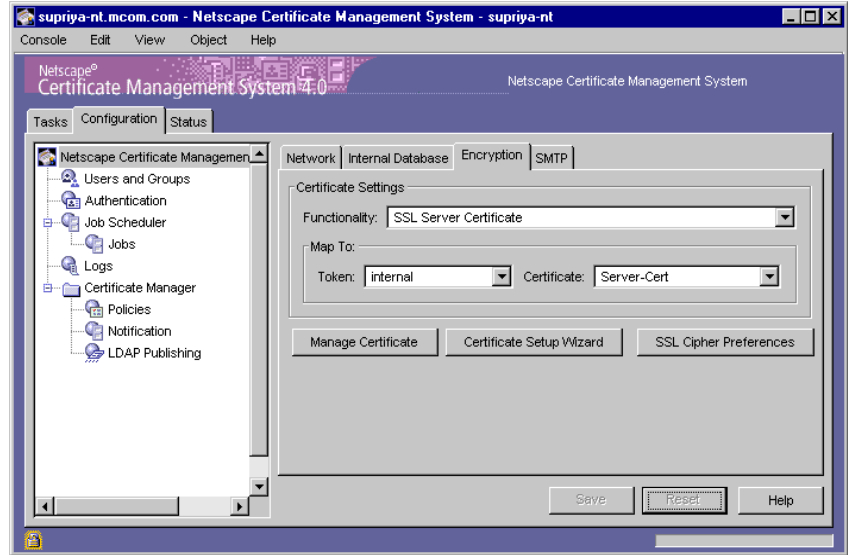 supriya-nt.mcom.com - Netscape Certificate Management System - supriya-nt
Console Edit View Object Help
Netscape®
Certificate Management System 4.0
Netscape Certificate Management System
Tasks Configuration Status
Netscape Certificate Managemen
Users and Groups
Authentication
Job Scheduler
Jobs
Logs
Certificate Manager
Policies
Notification
LDAP Publishing
Network Internal Database Encryption SMTP
Certificate Settings
Functionality: SSL Server Certificate
Map To:
Token: internal Certificate: Server-Cert
Manage Certificate Certificate Setup Wizard SSL Cipher Preferences
Save Reset Help